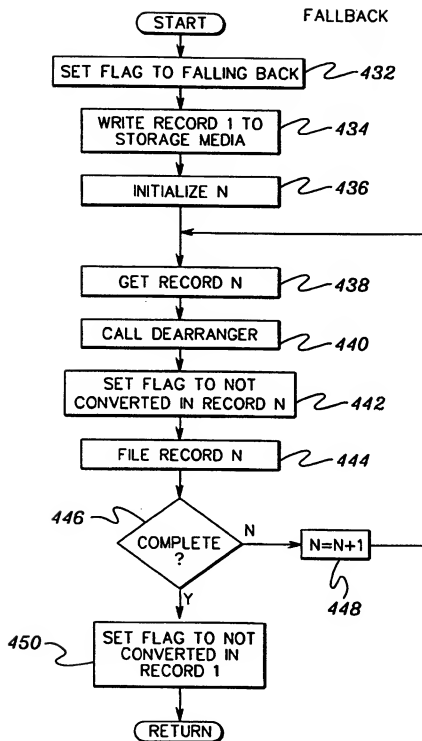 START
FALLBACK
SET FLAG TO FALLING BACK
432
WRITE RECORD 1 TO
STORAGE MEDIA
434
INITIALIZE N
436
GET RECORD N
438
CALL DEARRANGER
440
SET FLAG TO NOT
CONVERTED IN RECORD N
442
FILE RECORD N
444
446
COMPLETE
?
N
N=N+1
448
Y
450
SET FLAG TO NOT
CONVERTED IN
RECORD 1
RETURN